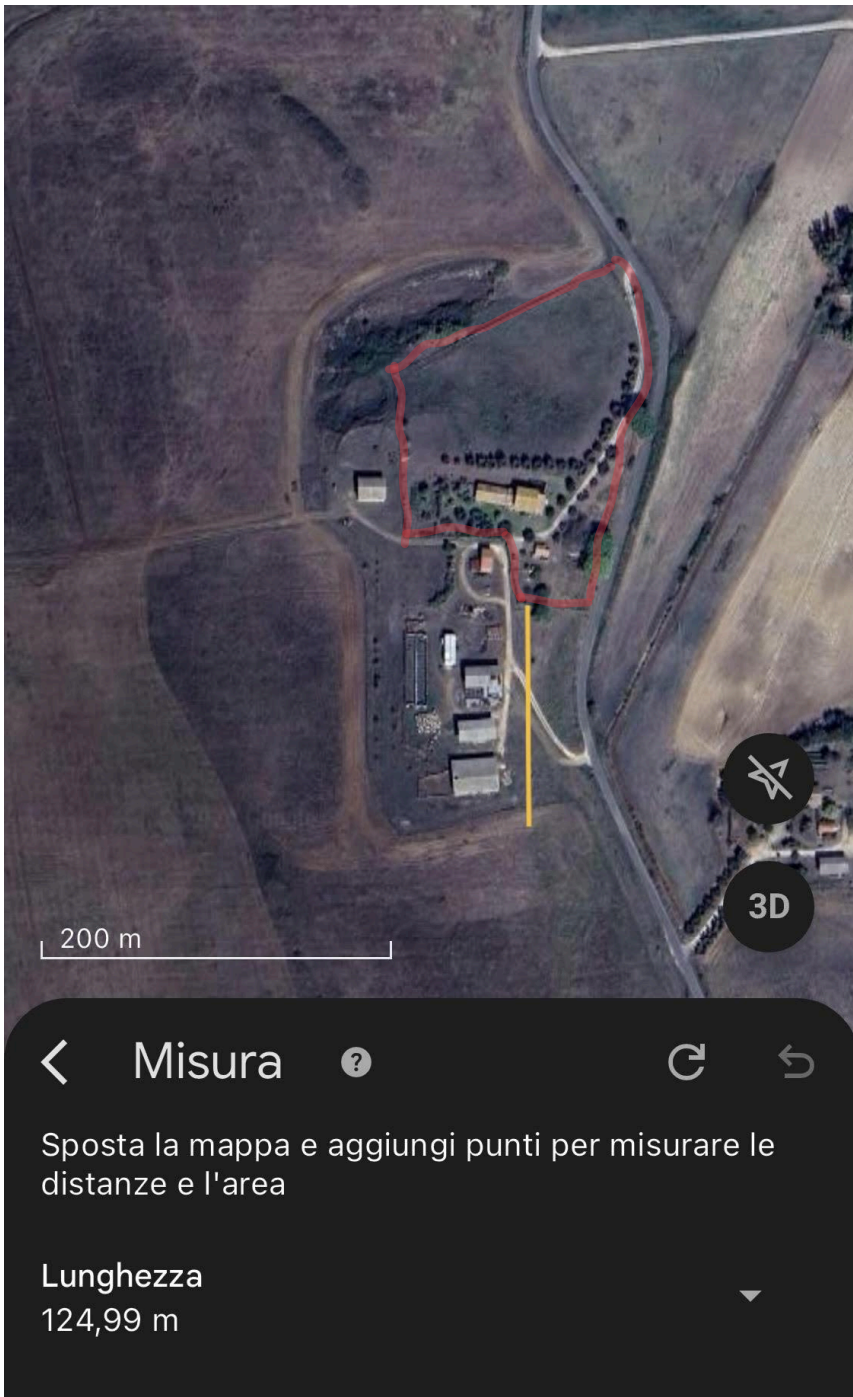 3D
200 m
Misura ?
Sposta la mappa e aggiungi punti per misurare le
distanze e l'area
Lunghezza
124,99 m